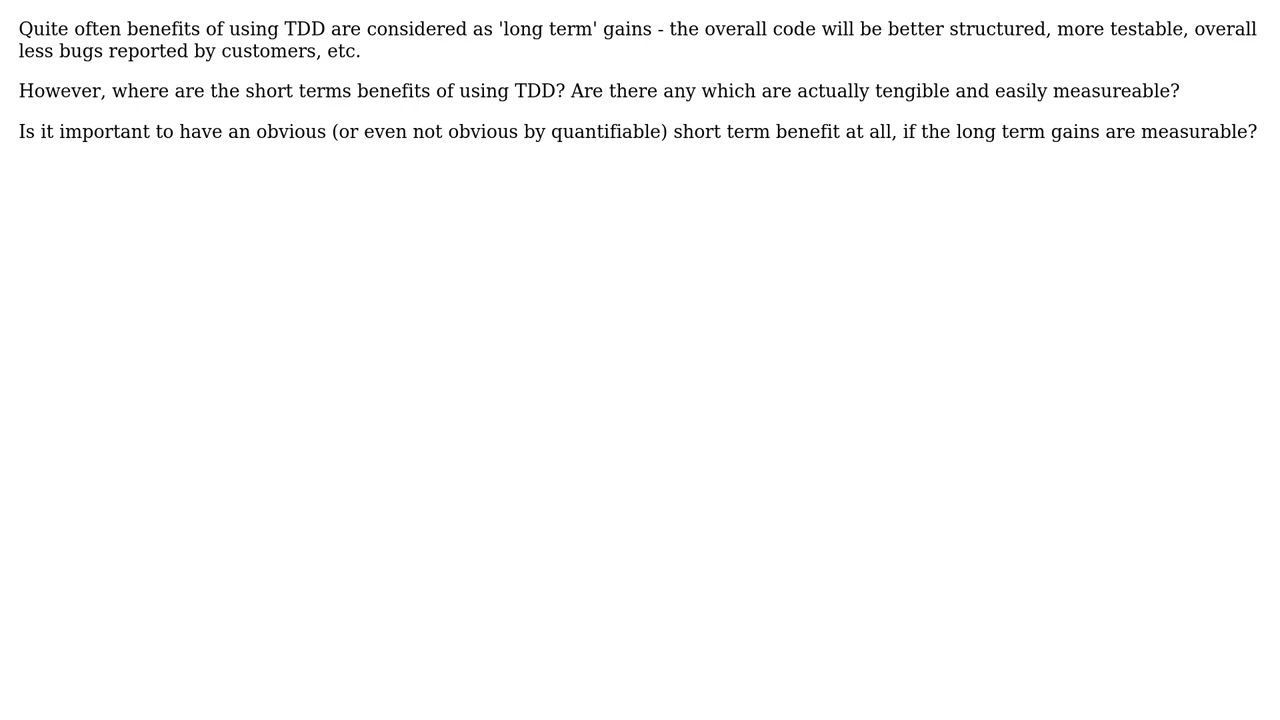 Quite often benefits of using TDD are considered as 'long term' gains - the overall code will be better structured, more testable, overall
less bugs reported by customers, etc.
However, where are the short terms benefits of using TDD? Are there any which are actually tengible and easily measureable?
Is it important to have an obvious (or even not obvious by quantifiable) short term benefit at all, if the long term gains are measurable?